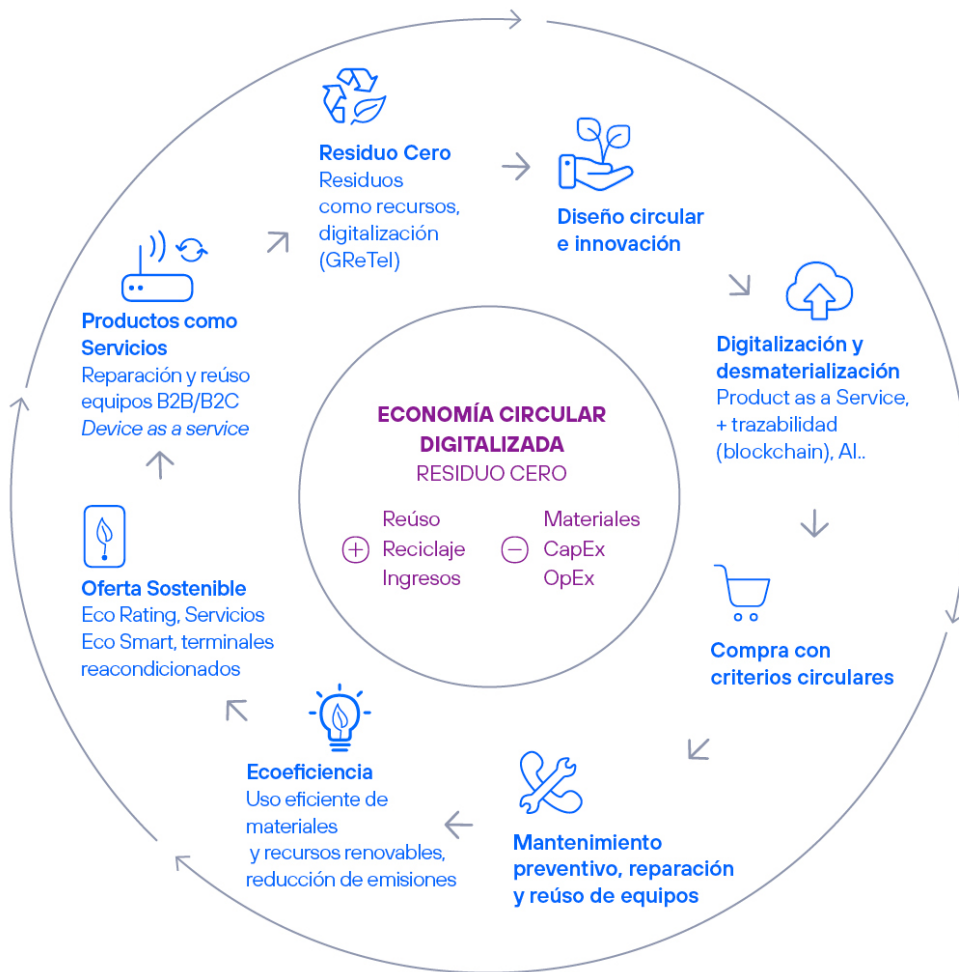 Residuo Cero
Residuos
como recursos,
digitalización
(GReTel)
Diseño circular
e innovación
Digitalización y
desmaterialización
Product as a Service,
+ trazabilidad
(blockchain), AI..
Compra con
criterios circulares
Mantenimiento
preventivo, reparación
y reúso de equipos
Ecoeficiencia
Uso eficiente de
materiales
y recursos renovables,
reducción de emisiones
Oferta Sostenible
Eco Rating, Servicios
Eco Smart, terminales
reacondicionados
Productos como
Servicios
Reparación y reúso
equipos B2B/B2C
Device as a service
ECONOMÍA CIRCULAR
DIGITALIZADA
RESIDUO CERO
+
Reúso
Reciclaje
Ingresos
−
Materiales
CapEx
OpEx